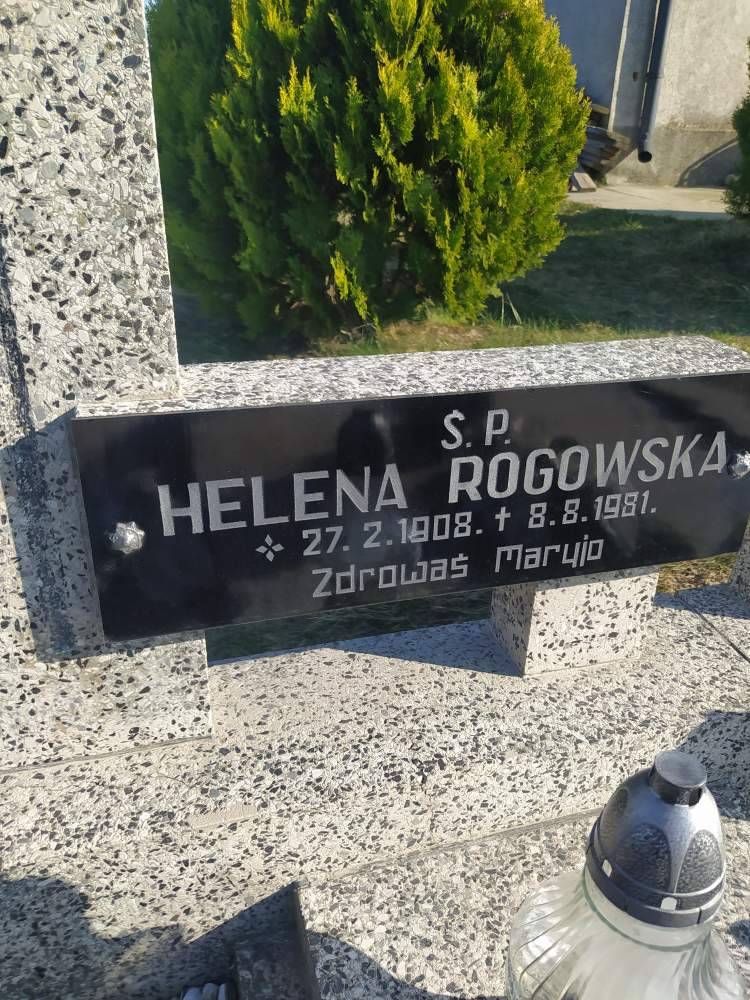 Ś. P.
HELENA ROGOWSKA
27. 2. 1908. † 8. 8. 1981.
Zdrowaś Maryjo